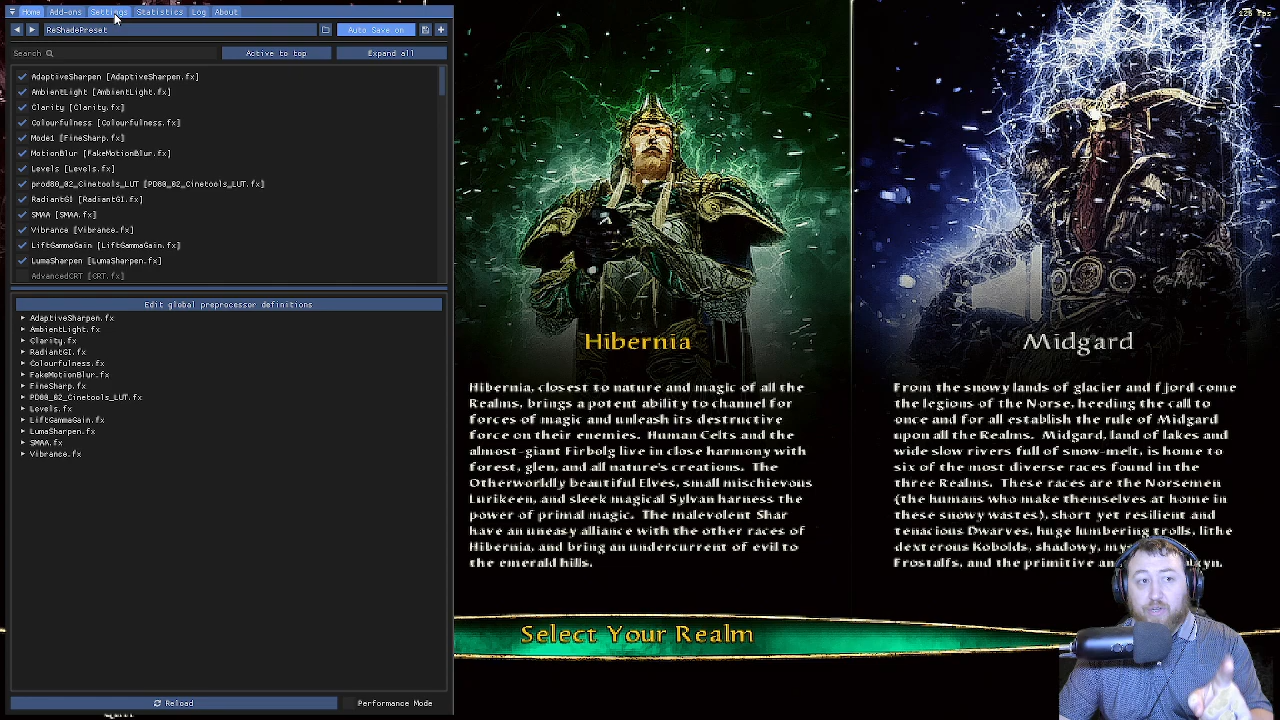 Home Add-ons Settings Statistics Log About
ReShadePreset
Auto Save on
Search
Active to top
Expand all
AdaptiveSharpen [AdaptiveSharpen.fx]
AmbientLight [AmbientLight.fx]
Clarity [Clarity.fx]
Colourfulness [Colourfulness.fx]
Mode1 [FineSharp.fx]
MotionBlur [FakeMotionBlur.fx]
Levels [Levels.fx]
prod80_02_Cinetools_LUT [PD80_02_Cinetools_LUT.fx]
RadiantGI [RadiantGI.fx]
SMAA [SMAA.fx]
Vibrance [Vibrance.fx]
LiftGammaGain [LiftGammaGain.fx]
LumaSharpen [LumaSharpen.fx]
AdvancedCRT [CRT.fx]
Edit global preprocessor definitions
AdaptiveSharpen.fx
AmbientLight.fx
Clarity.fx
RadiantGI.fx
Colourfulness.fx
FakeMotionBlur.fx
FineSharp.fx
PD80_02_Cinetools_LUT.fx
Levels.fx
LiftGammaGain.fx
LumaSharpen.fx
SMAA.fx
Vibrance.fx
Reload
Performance Mode
Hibernia
Hibernia, closest to nature and magic of all the
Realms, brings a potent ability to channel for
forces of magic and unleash its destructive
force on their enemies. Human Celts and the
almost-giant Firbolg live in close harmony with
forest, glen, and all nature's creations. The
Otherworldly beautiful Elves, small mischievous
Lurikeen, and sleek magical Sylvan harness the
power of primal magic. The malevolent Shar
have an uneasy alliance with the other races of
Hibernia, and bring an undercurrent of evil to
the emerald hills.
Midgard
From the snowy lands of glacier and fjord come
the legions of the Norse, heeding the call to
once and for all establish the rule of Midgard
upon all the Realms. Midgard, land of lakes and
wide slow rivers full of snow-melt, is home to
six of the most diverse races found in the
three Realms. These races are the Norsemen
(the humans who make themselves at home in
these snowy wastes), short yet resilient and
tenacious Dwarves, huge lumbering trolls, lithe
dexterous Kobolds, shadowy,
Frostalfs, and the primitive
Select Your Realm